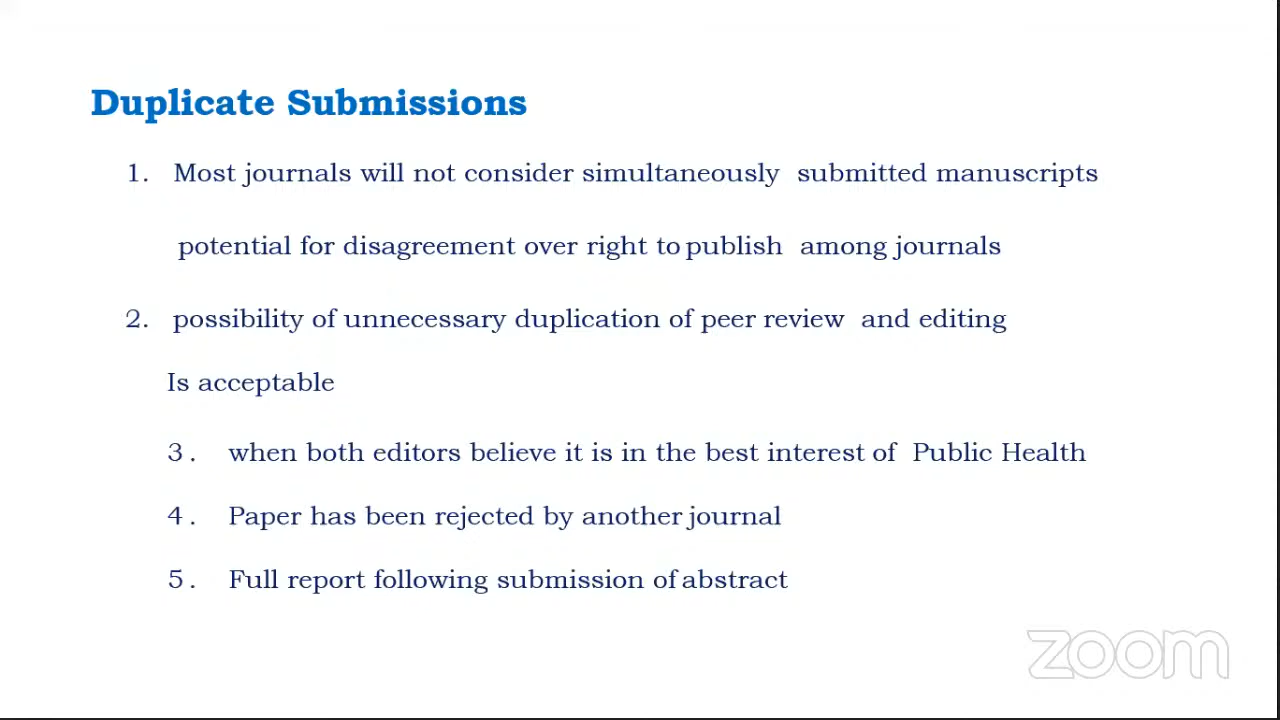 Duplicate Submissions
1. Most journals will not consider simultaneously submitted manuscripts
potential for disagreement over right to publish among journals
2. possibility of unnecessary duplication of peer review and editing
Is acceptable
3. when both editors believe it is in the best interest of Public Health
4. Paper has been rejected by another journal
5. Full report following submission of abstract
zoom